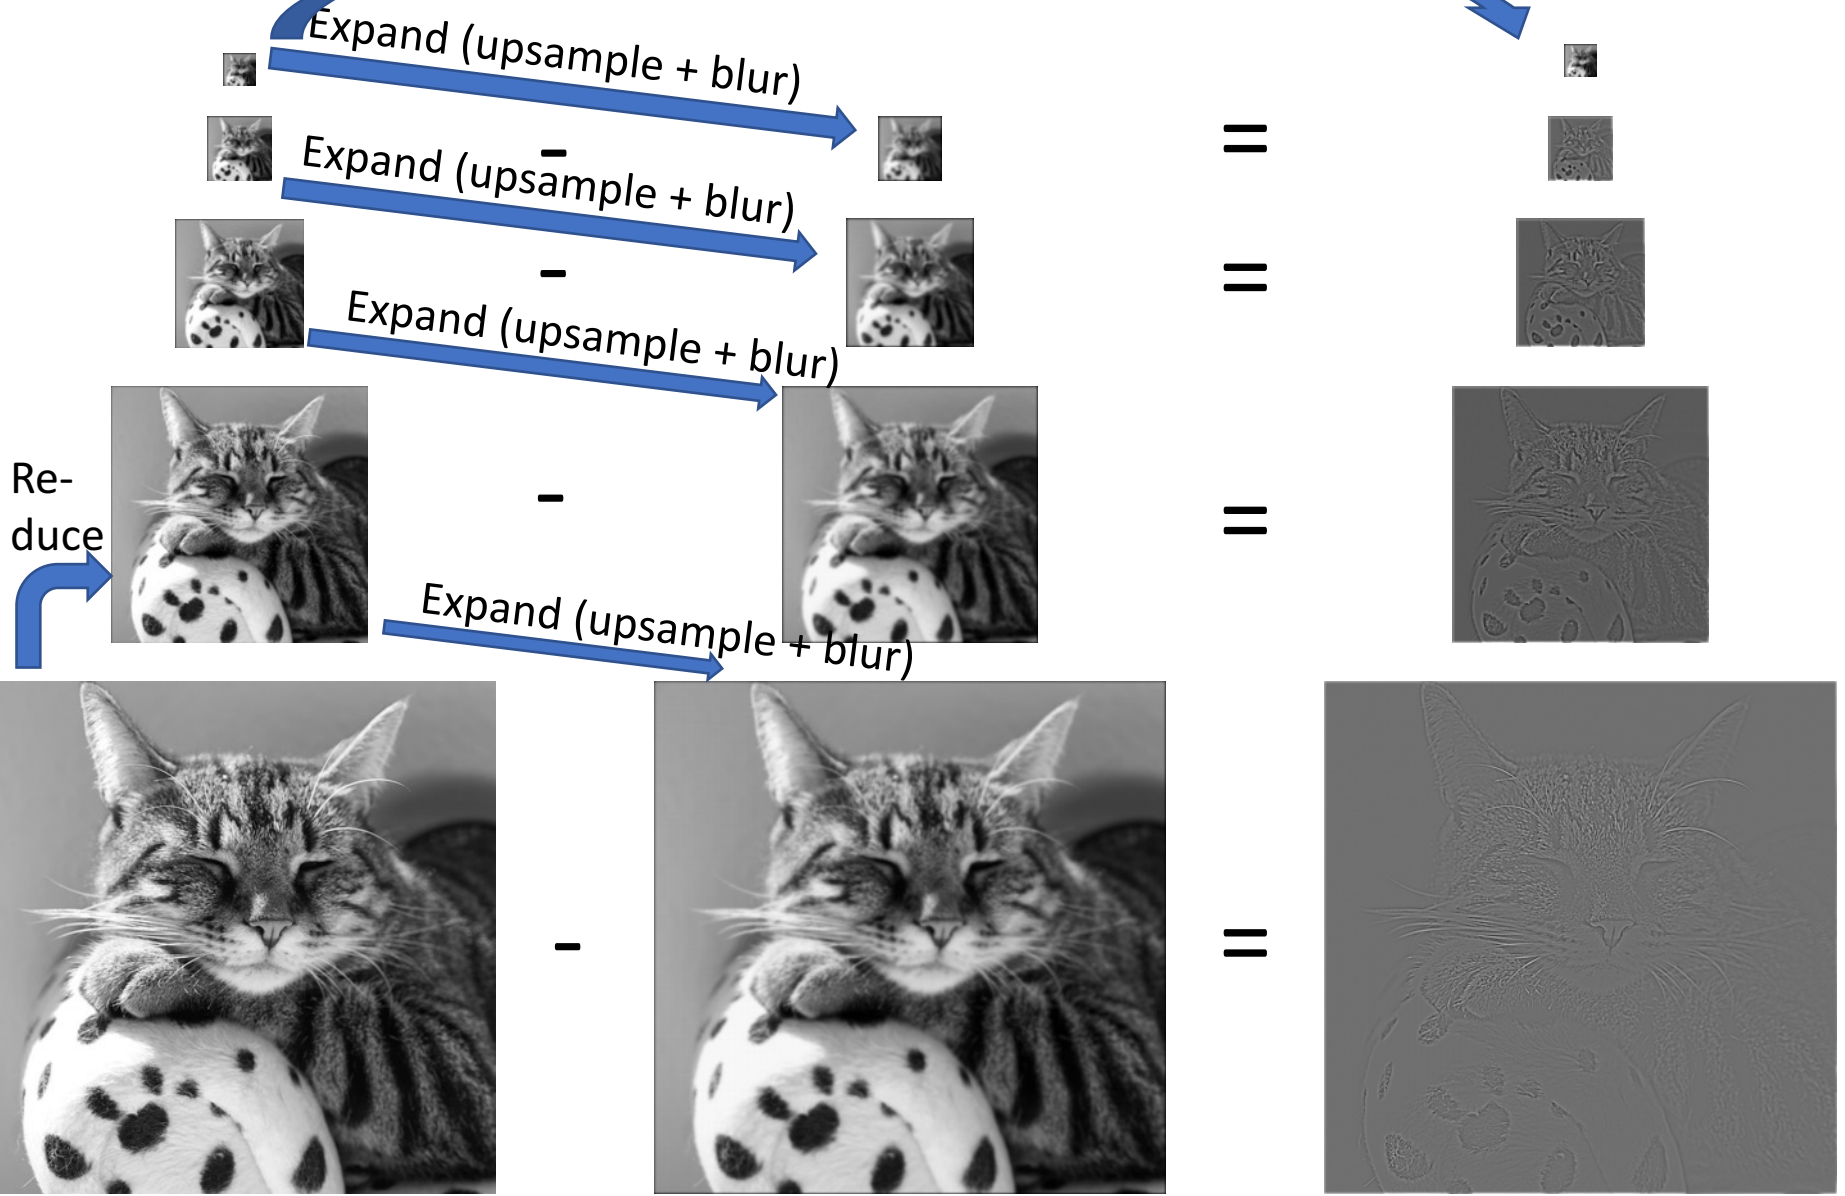 Expand (upsample + blur)
-
=
Expand (upsample + blur)
-
=
Expand (upsample + blur)
Re-
duce
-
=
Expand (upsample + blur)
-
=